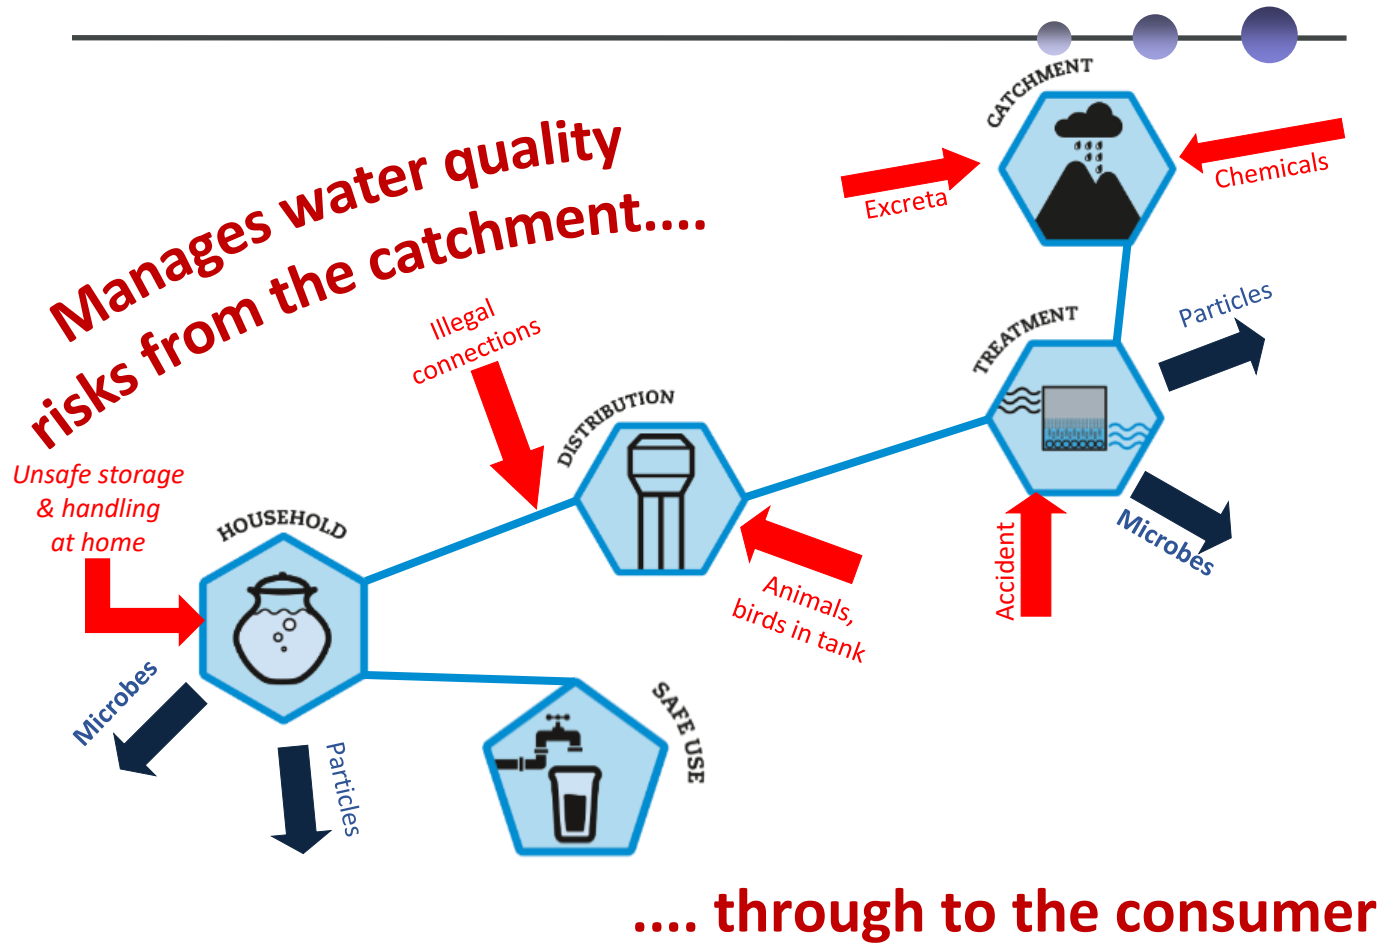 Manages water quality
risks from the catchment....
CATCHMENT
Excreta
Chemicals
TREATMENT
Particles
Microbes
Accident
DISTRIBUTION
Illegal
connections
Animals,
birds in tank
HOUSEHOLD
Unsafe storage
& handling
at home
Microbes
Particles
SAFE USE
.... through to the consumer